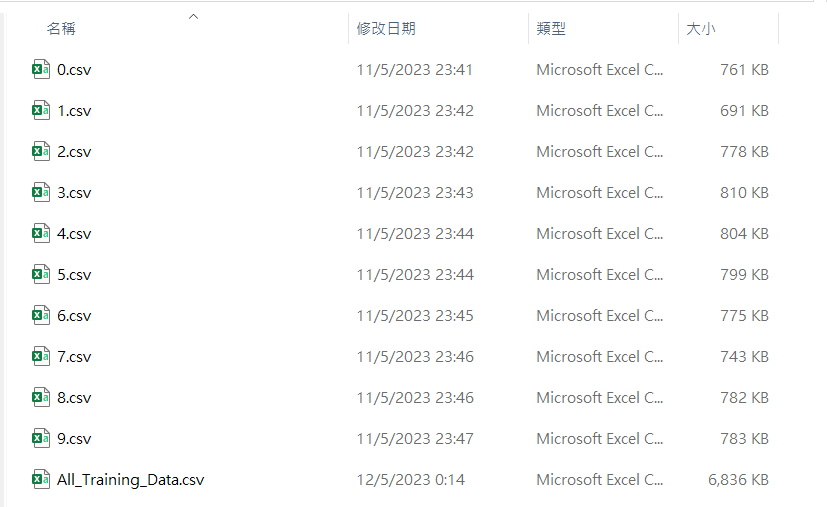 名稱 修改日期 類型 大小
0.csv 11/5/2023 23:41 Microsoft Excel C... 761 KB
1.csv 11/5/2023 23:42 Microsoft Excel C... 691 KB
2.csv 11/5/2023 23:42 Microsoft Excel C... 778 KB
3.csv 11/5/2023 23:43 Microsoft Excel C... 810 KB
4.csv 11/5/2023 23:44 Microsoft Excel C... 804 KB
5.csv 11/5/2023 23:44 Microsoft Excel C... 799 KB
6.csv 11/5/2023 23:45 Microsoft Excel C... 775 KB
7.csv 11/5/2023 23:46 Microsoft Excel C... 743 KB
8.csv 11/5/2023 23:46 Microsoft Excel C... 782 KB
9.csv 11/5/2023 23:47 Microsoft Excel C... 783 KB
All_Training_Data.csv 12/5/2023 0:14 Microsoft Excel C... 6,836 KB